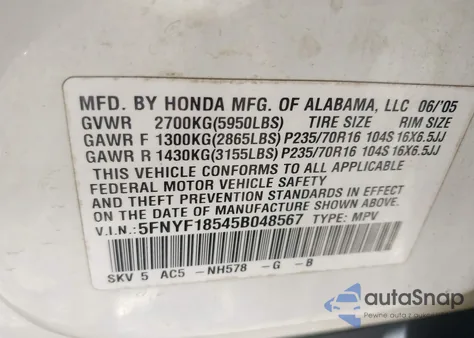 MFD. BY HONDA MFG. OF ALABAMA, LLC 06/'05
GVWR 2700KG(5950LBS) TIRE SIZE RIM SIZE
GAWR F 1300KG(2865LBS) P235/70R16 104S 16X6.5JJ
GAWR R 1430KG(3155LBS) P235/70R16 104S 16X6.5JJ
THIS VEHICLE CONFORMS TO ALL APPLICABLE
FEDERAL MOTOR VEHICLE SAFETY
AND THEFT PREVENTION STANDARDS IN EFFECT
ON THE DATE OF MANUFACTURE SHOWN ABOVE.
V.I.N.: 5FNYF18545B048567 TYPE: MPV
SKV 5 AC5 -NH578 -G -B
autoSnap
Pewne auto z